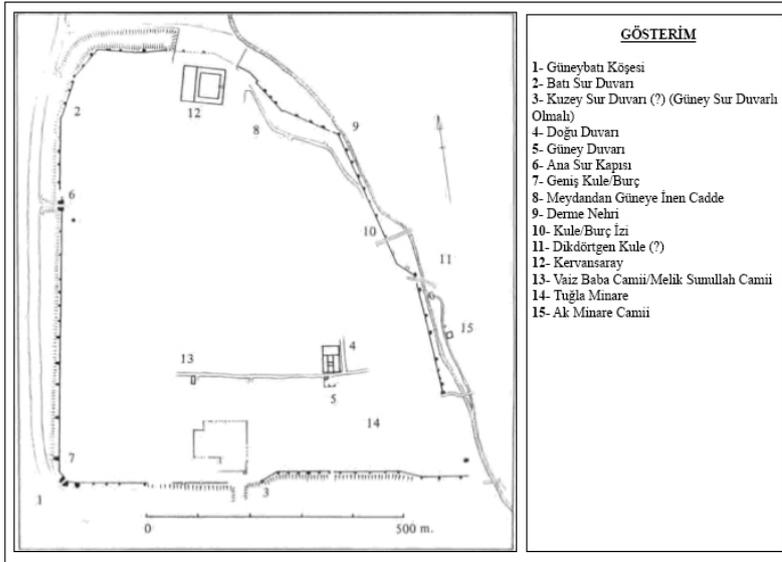 2
12
8
9
6
10
11
15
4
13
5
14
7
1
3
0
500 m.
GÖSTERİM
1- Güneybatı Köşesi
2- Batı Sur Duvarı
3- Kuzey Sur Duvarı (?) (Güney Sur Duvarlı
Olmalı)
4- Doğu Duvarı
5- Güney Duvarı
6- Ana Sur Kapısı
7- Geniş Kule/Burç
8- Meydandan Güneye İnen Cadde
9- Derme Nehri
10- Kule/Burç İzi
11- Dikdörtgen Kule (?)
12- Kervansaray
13- Vaiz Baba Camii/Melik Sunullah Camii
14- Tuğla Minare
15- Ak Minare Camii